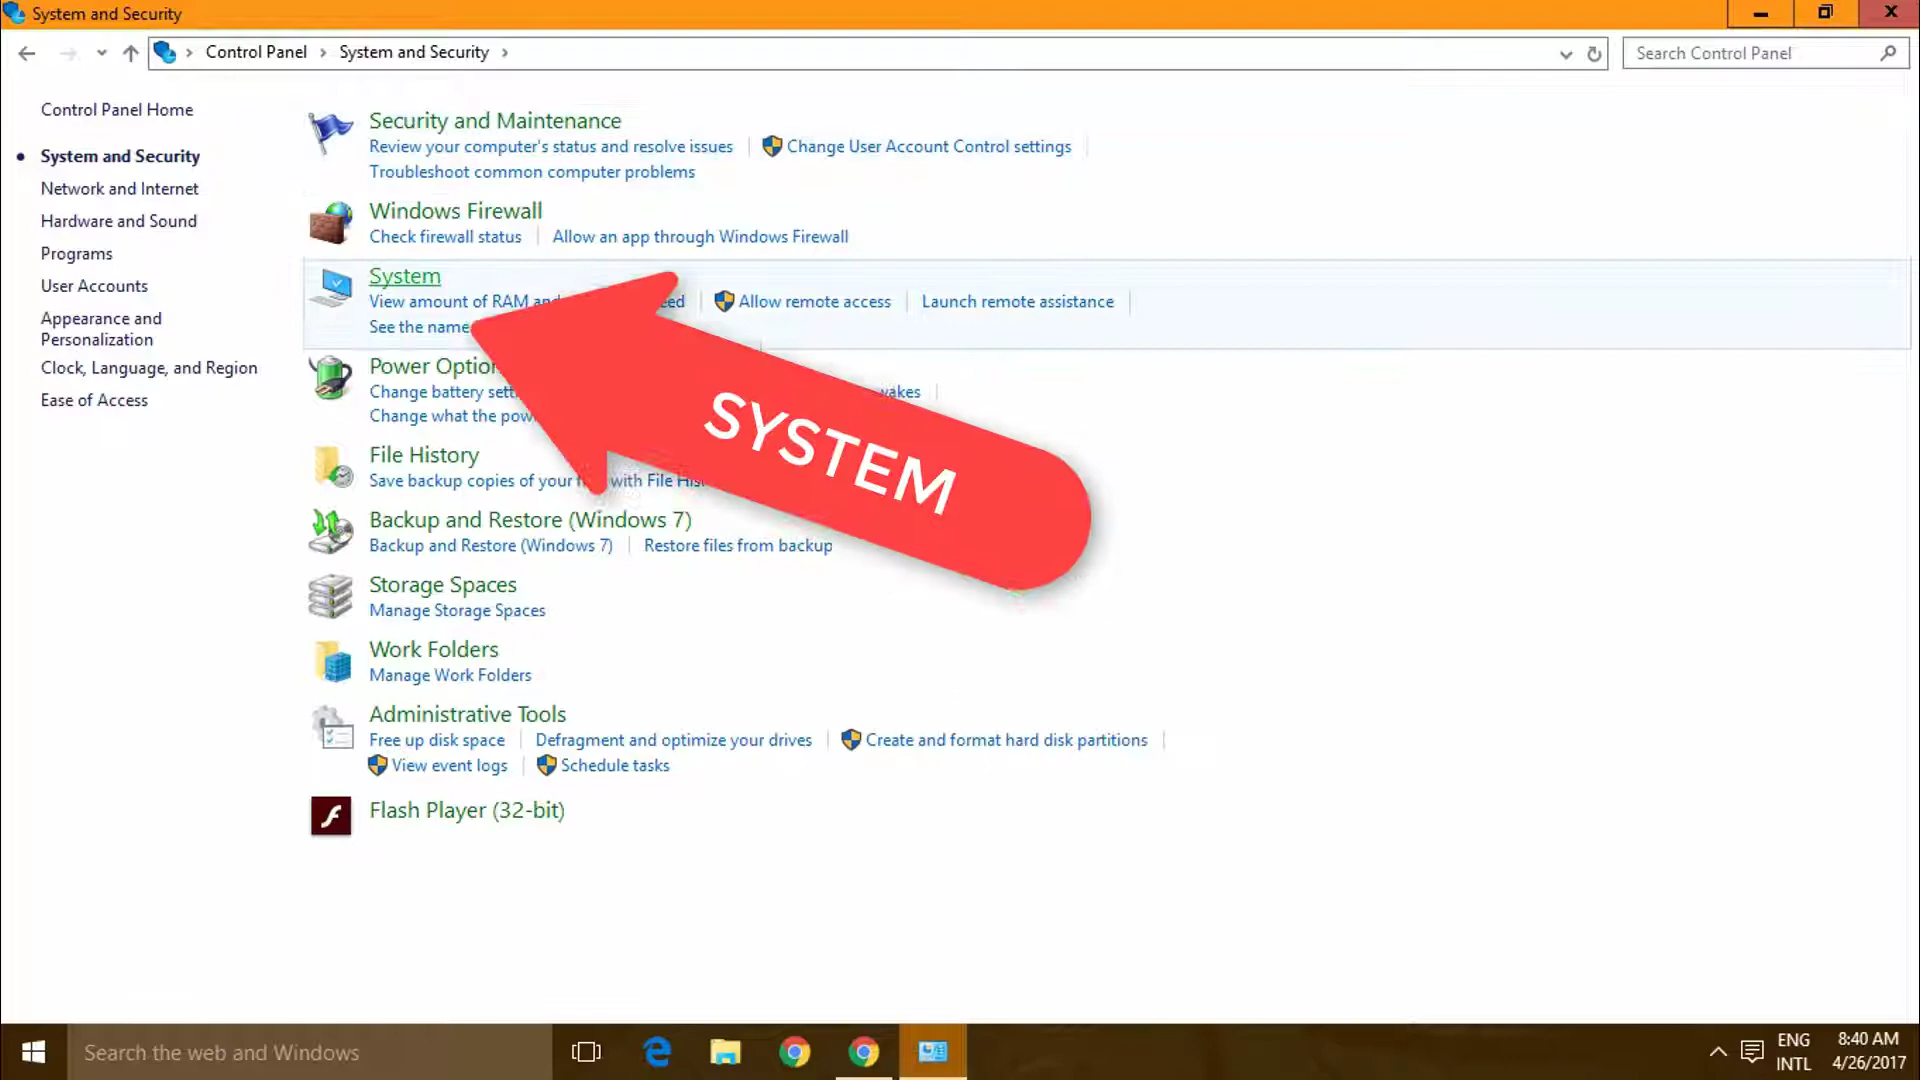 System and Security
Control Panel > System and Security >
Search Control Panel
Control Panel Home
System and Security
Network and Internet
Hardware and Sound
Programs
User Accounts
Appearance and
Personalization
Clock, Language, and Region
Ease of Access
Security and Maintenance
Review your computer's status and resolve issues
Change User Account Control settings
Troubleshoot common computer problems
Windows Firewall
Check firewall status
Allow an app through Windows Firewall
System
View amount of RAM
Allow remote access
Launch remote assistance
See the name
Power
Change battery
Change what the
File History
Save backup copies of your
with File
Backup and Restore (Windows 7)
Backup and Restore (Windows 7)
Restore files from backup
Storage Spaces
Manage Storage Spaces
Work Folders
Manage Work Folders
Administrative Tools
Free up disk space
Defragment and optimize your drives
Create and format hard disk partitions
View event logs
Schedule tasks
Flash Player (32-bit)
SYSTEM
Search the web and Windows
ENG
INTL
8:40 AM
4/26/2017